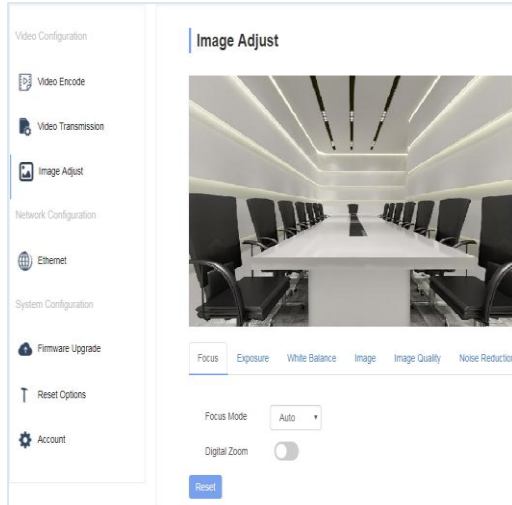 Video Configuration
Video Encode
Video Transmission
Image Adjust
Network Configuration
Ethernet
System Configuration
Firmware Upgrade
Reset Options
Account
Image Adjust
Focus Exposure White Balance Image Image Quality Noise Reduction
Focus Mode Auto
Digital Zoom
Reset